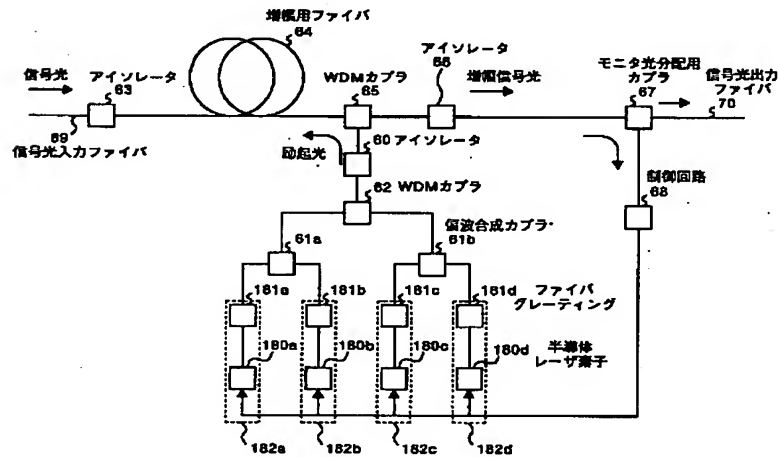 増幅用ファイバ
64
信号光
アイソレータ
63
WDMカプラ
65
アイソレータ
66
増幅信号光
モニタ光分配用
カプラ
67
信号光出力
ファイバ
70
69
信号光入力ファイバ
励起光
60 アイソレータ
62 WDMカプラ
制御回路
68
偏波合成カプラ
61a
61b
181a
181b
181c
181d
ファイバ
グレーティング
180a
180b
180c
180d
半導体
レーザ素子
182a
182b
182c
182d